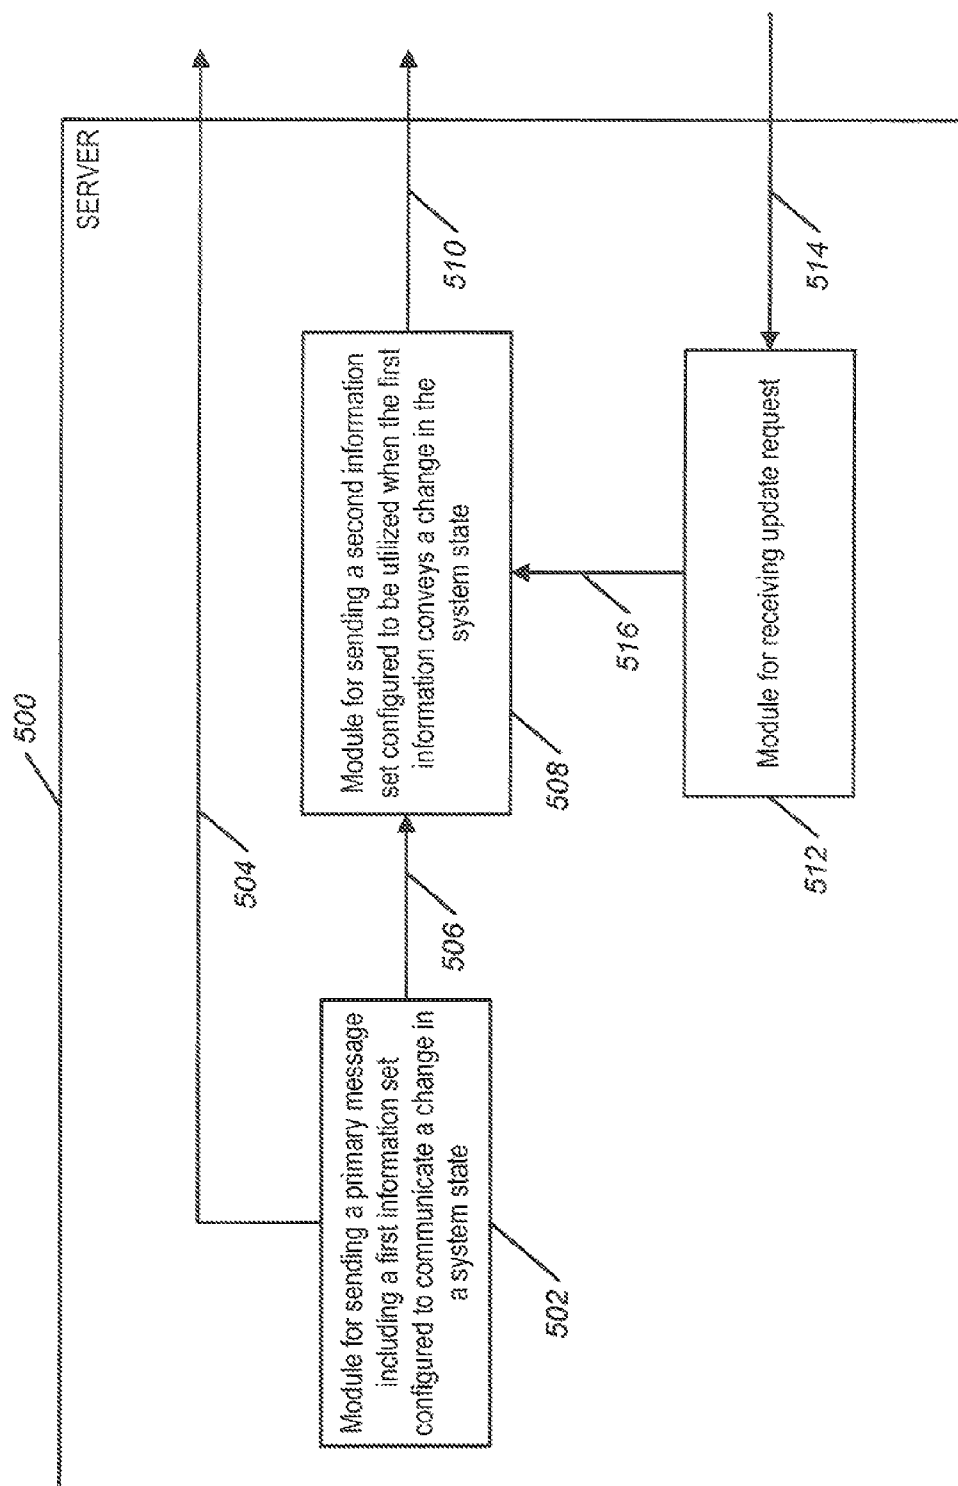 500
SERVER
504
Module for sending a primary message
including a first information set
configured to communicate a change in
a system state
502
506
Module for sending a second information
set configured to be utilized when the first
information conveys a change in the
system state
508
510
516
Module for receiving update request
512
514